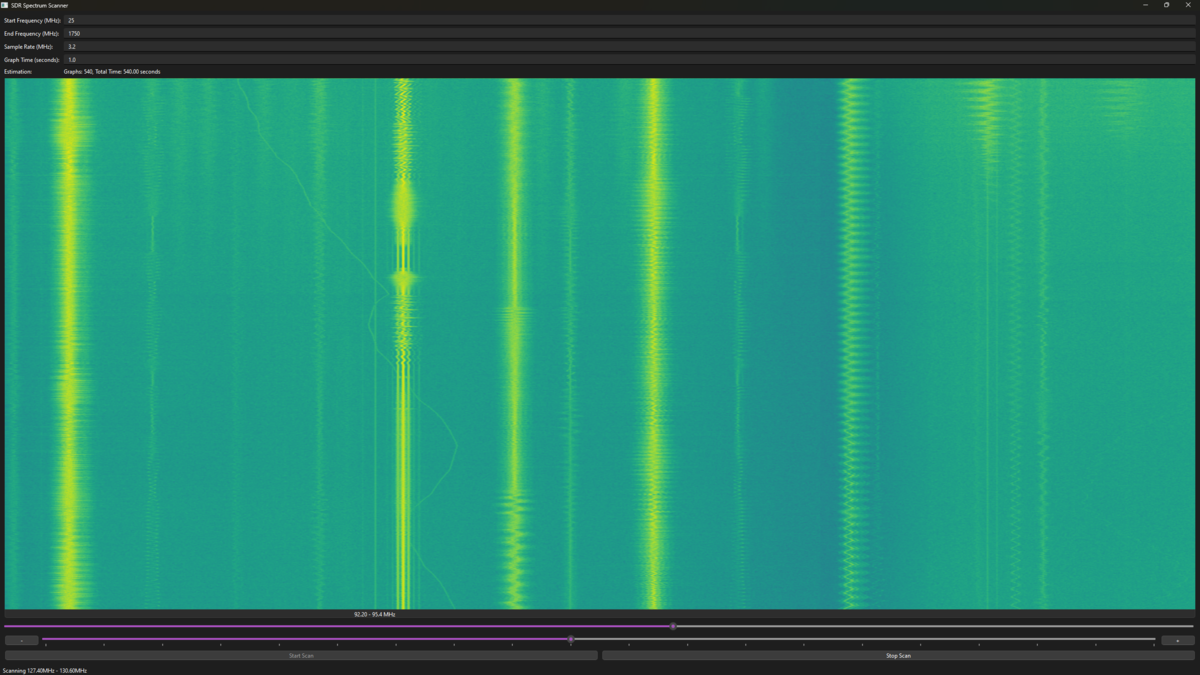 SDR Spectrum Scanner
Start Frequency (MHz): 25
End Frequency (MHz): 1750
Sample Rate (MHz): 3.2
Graph Time (seconds): 1.0
Estimation: Graphs: 540, Total Time: 540.00 seconds
92.20 - 95.4 MHz
- +
Start Scan Stop Scan
Scanning 127.40MHz - 130.60MHz